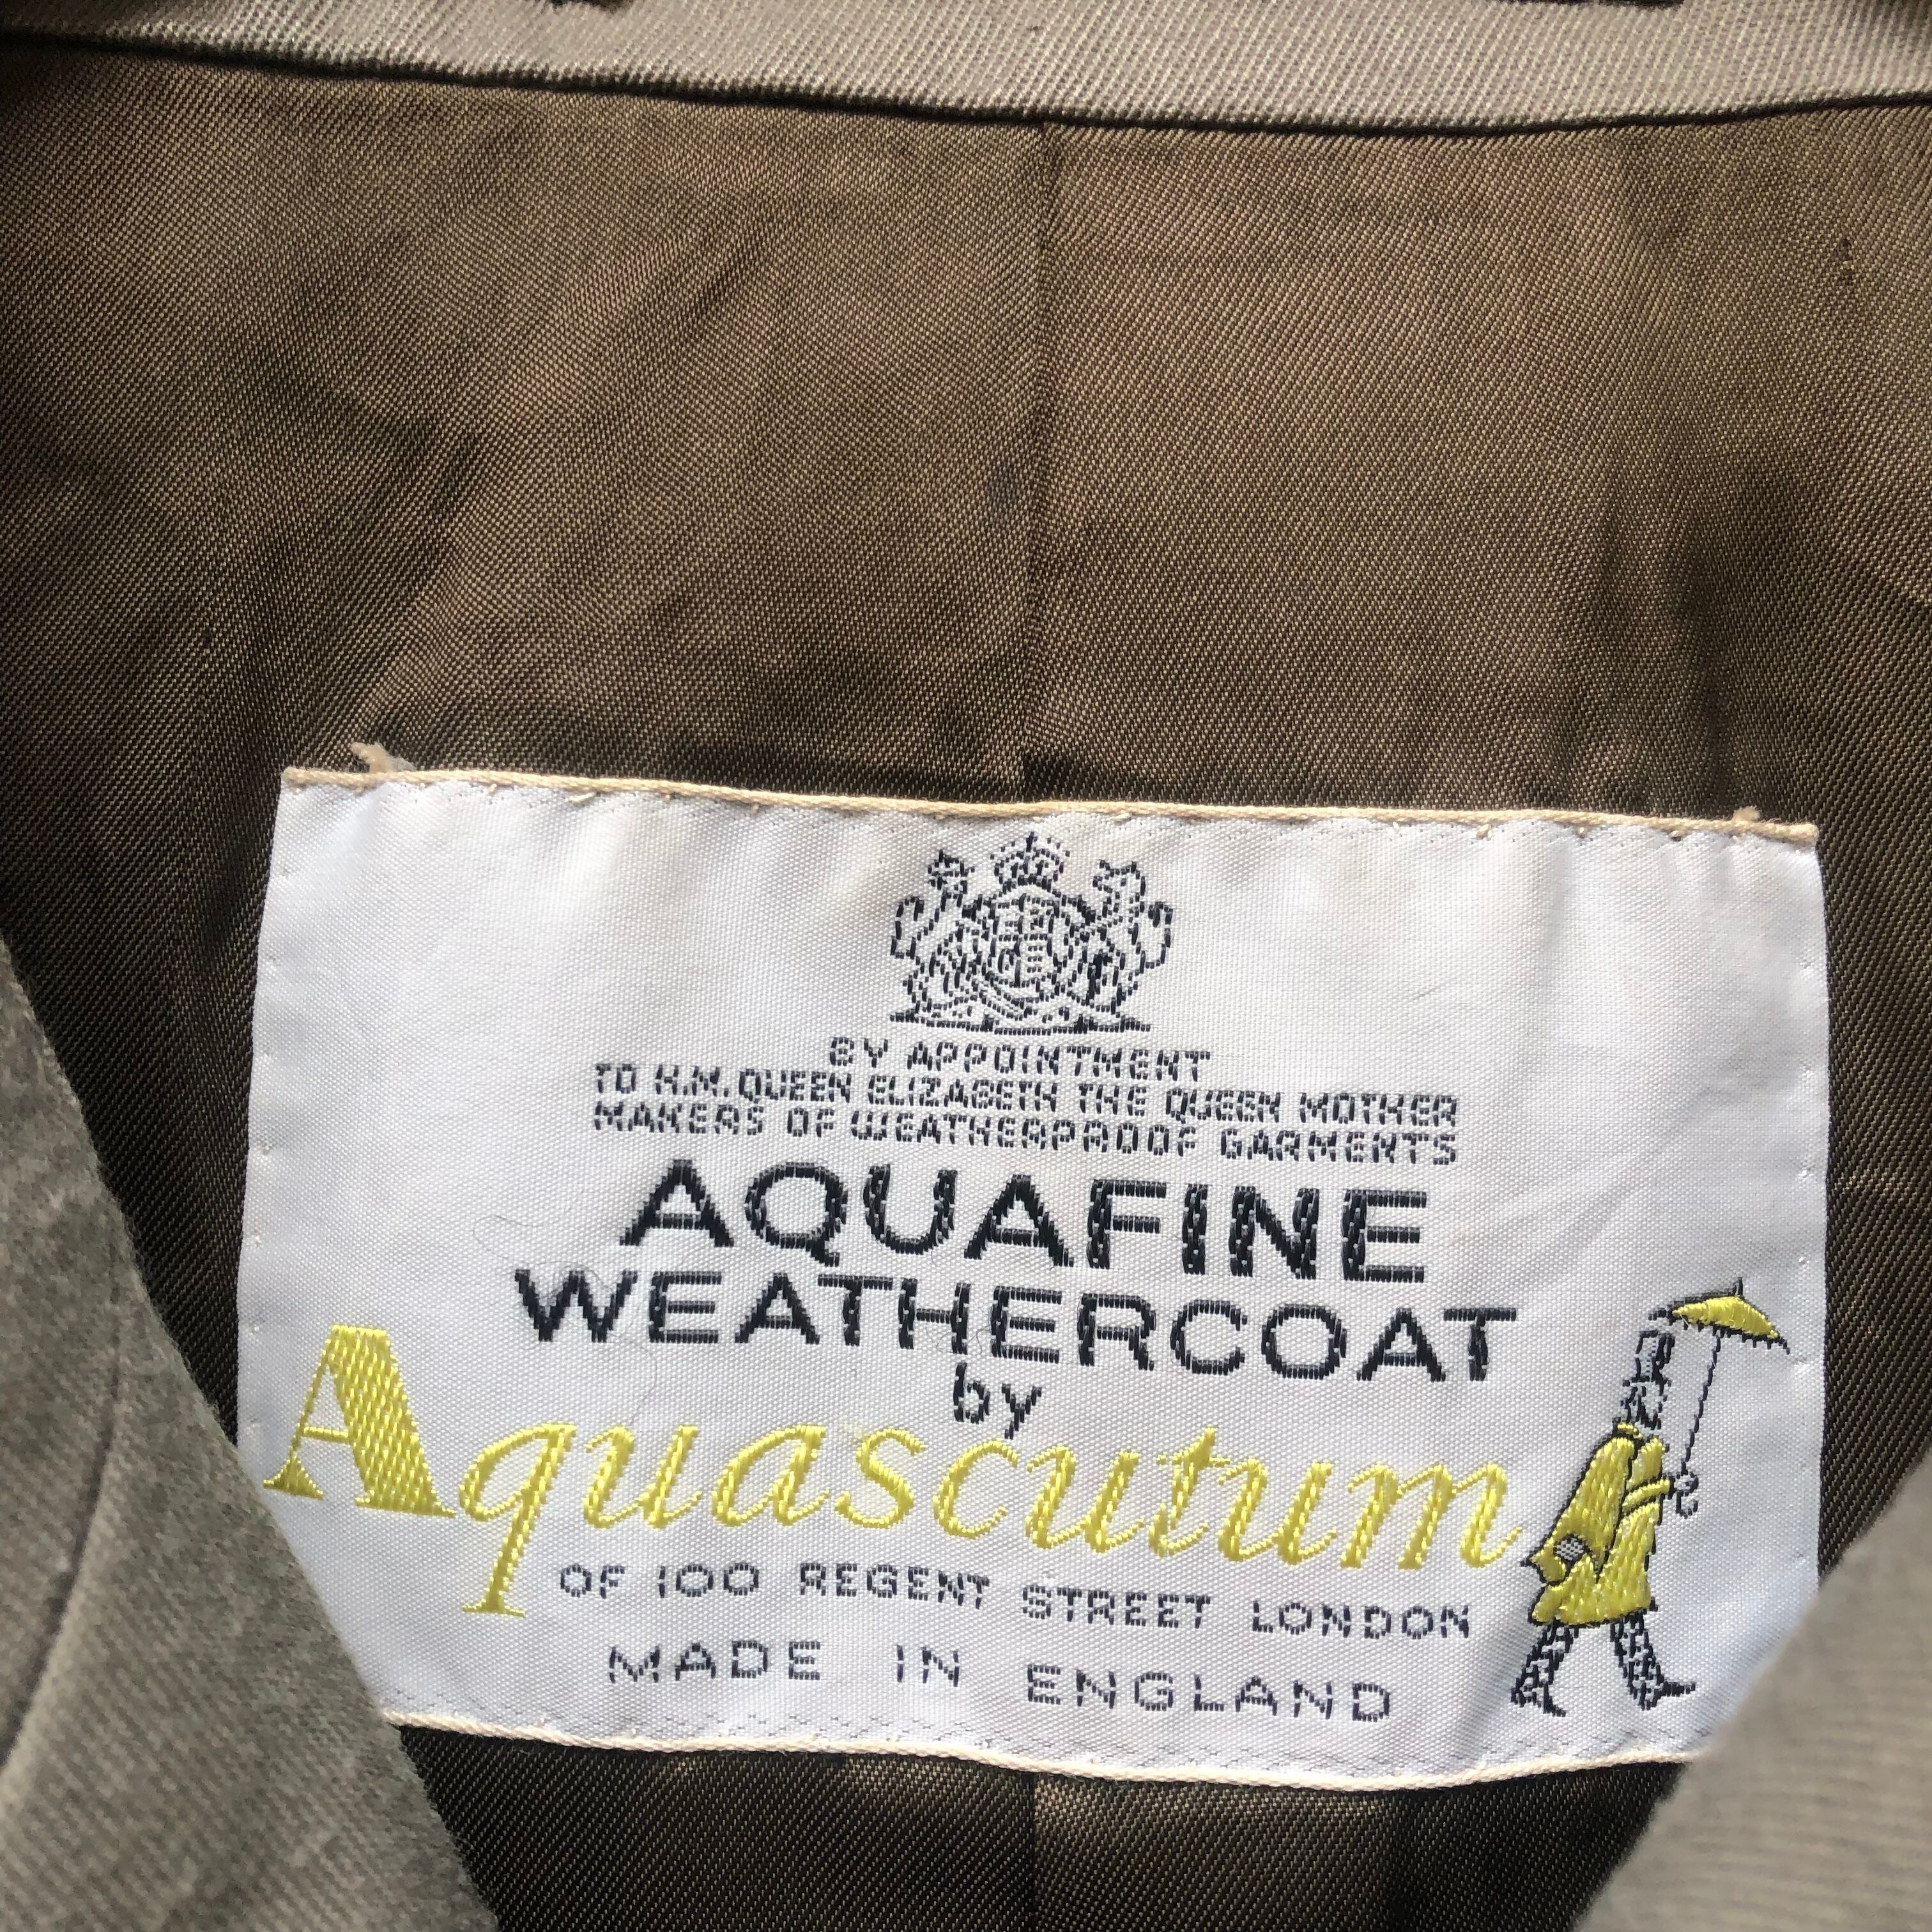 BY APPOINTMENT
TO H.M. QUEEN ELIZABETH THE QUEEN MOTHER
MAKERS OF WEATHERPROOF GARMENTS
AQUAFINE
WEATHERCOAT
by
Aquascutum
OF 100 REGENT STREET LONDON
MADE IN ENGLAND